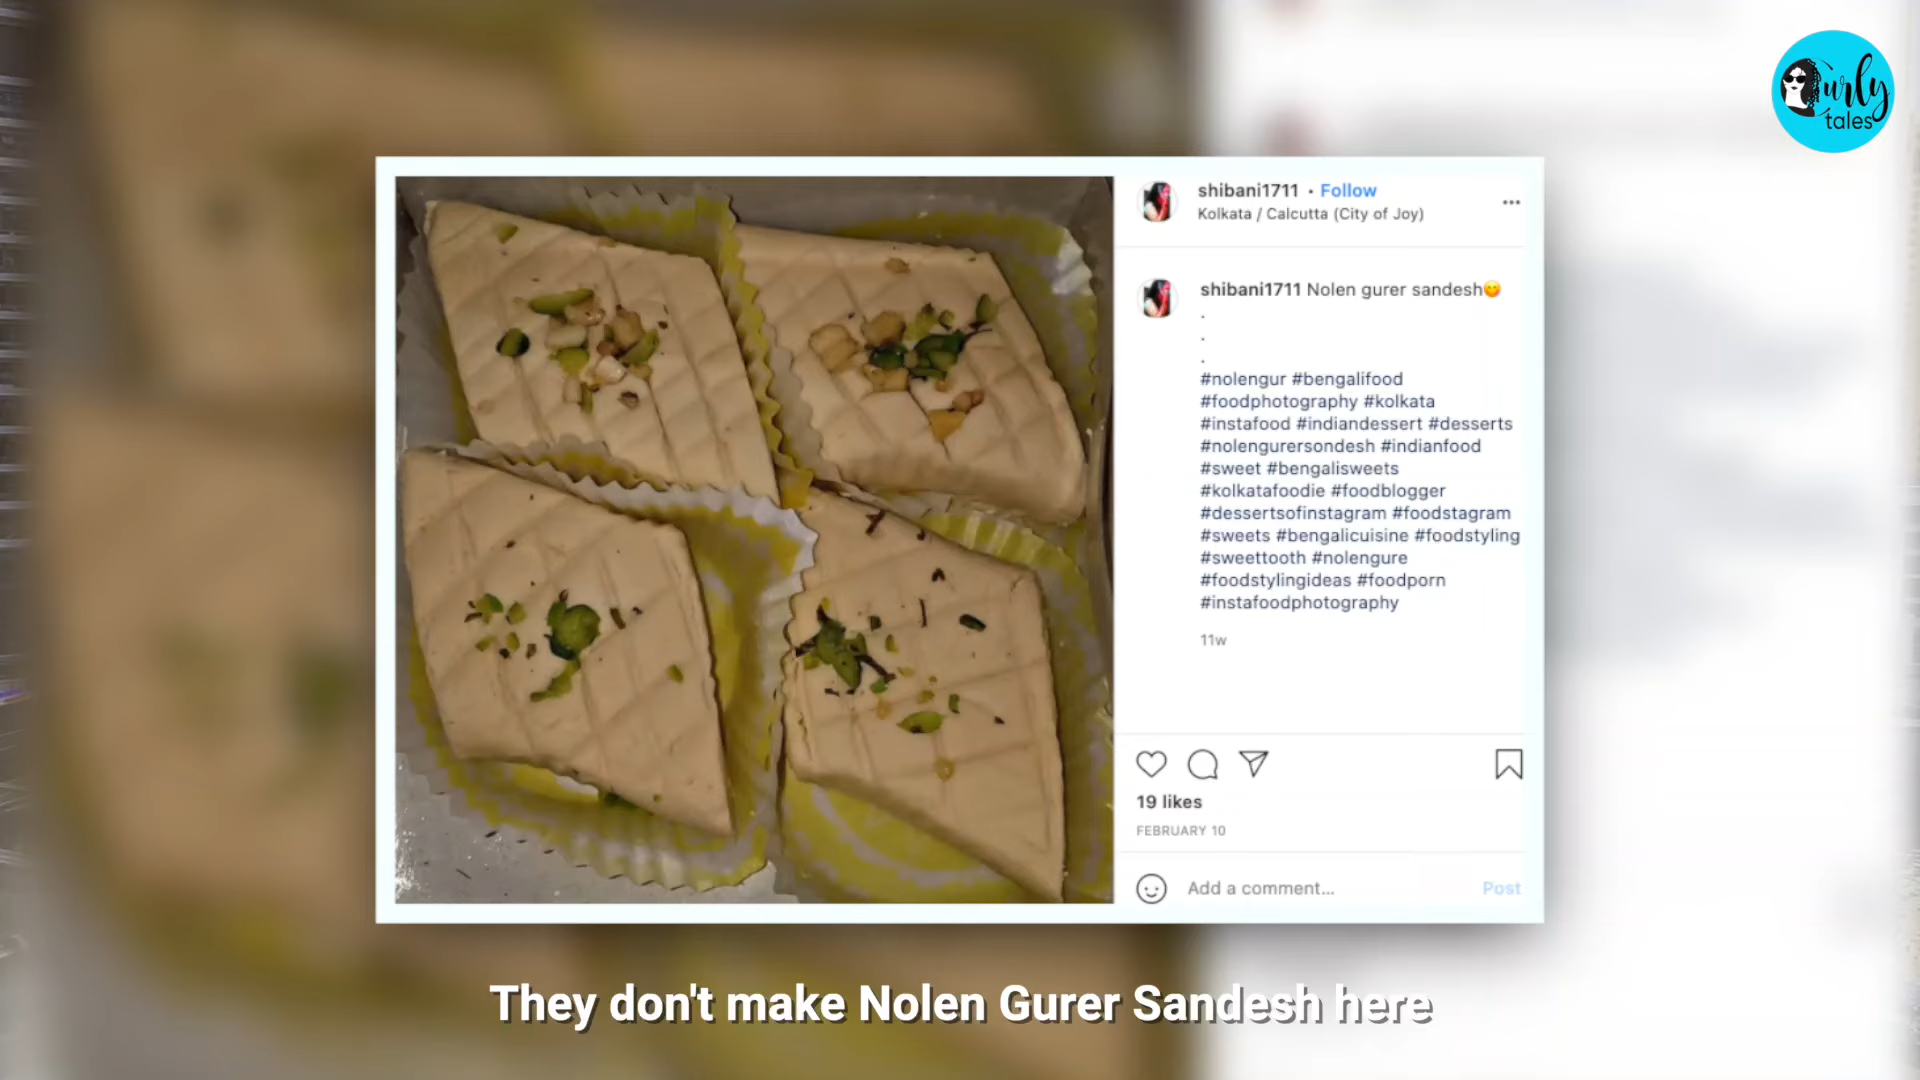 Curly
tales
shibani1711 • Follow
Kolkata / Calcutta (City of Joy)
shibani1711 Nolen gurer sandesh😋
.
.
.
#nolengur #bengalifood
#foodphotography #kolkata
#instafood #indiandessert #desserts
#nolengurersondesh #indianfood
#sweet #bengalisweets
#kolkatafoodie #foodblogger
#dessertsofinstagram #foodstagram
#sweets #bengalicuisine #foodstyling
#sweettooth #nolengure
#foodstylingideas #foodporn
#instafoodphotography
11w
19 likes
FEBRUARY 10
Add a comment...
Post
They don't make Nolen Gurer Sandesh here